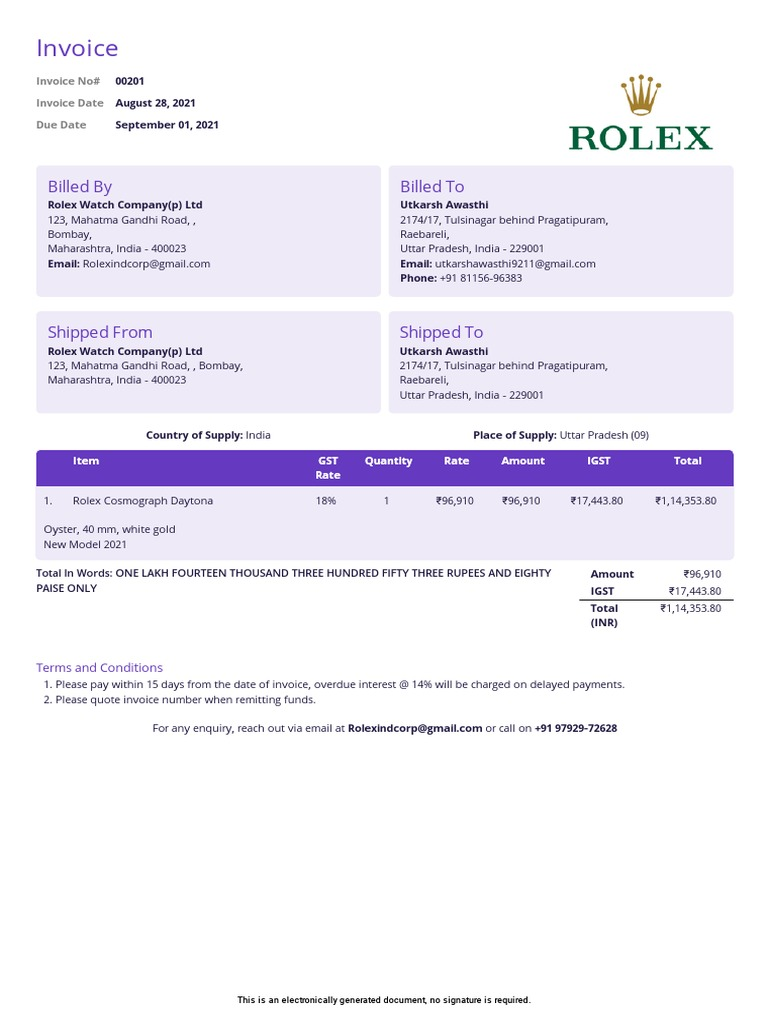 Invoice
Invoice No# 00201
Invoice Date August 28, 2021
Due Date September 01, 2021
ROLEX
Billed By
Rolex Watch Company(p) Ltd
123, Mahatma Gandhi Road, ,
Bombay,
Maharashtra, India - 400023
Email: Rolexindcorp@gmail.com
Billed To
Utkarsh Awasthi
2174/17, Tulsinagar behind Pragatipuram,
Raebareli,
Uttar Pradesh, India - 229001
Email: utkarshawasthi9211@gmail.com
Phone: +91 81156-96383
Shipped From
Rolex Watch Company(p) Ltd
123, Mahatma Gandhi Road, , Bombay,
Maharashtra, India - 400023
Shipped To
Utkarsh Awasthi
2174/17, Tulsinagar behind Pragatipuram,
Raebareli,
Uttar Pradesh, India - 229001
Country of Supply: India
Place of Supply: Uttar Pradesh (09)
Item GST Rate Quantity Rate Amount IGST Total
1. Rolex Cosmograph Daytona 18% 1 ₹96,910 ₹96,910 ₹17,443.80 ₹1,14,353.80
Oyster, 40 mm, white gold
New Model 2021
Total In Words: ONE LAKH FOURTEEN THOUSAND THREE HUNDRED FIFTY THREE RUPEES AND EIGHTY
PAISE ONLY
Amount ₹96,910
IGST ₹17,443.80
Total ₹1,14,353.80
(INR)
Terms and Conditions
1. Please pay within 15 days from the date of invoice, overdue interest @ 14% will be charged on delayed payments.
2. Please quote invoice number when remitting funds.
For any enquiry, reach out via email at Rolexindcorp@gmail.com or call on +91 97929-72628
This is an electronically generated document, no signature is required.